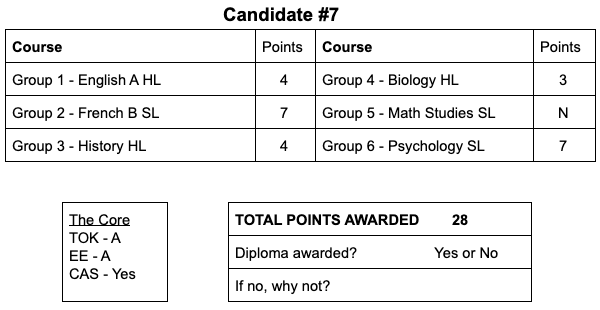 Candidate #7
Course Points Course Points
Group 1 - English A HL 4 Group 4 - Biology HL 3
Group 2 - French B SL 7 Group 5 - Math Studies SL N
Group 3 - History HL 4 Group 6 - Psychology SL 7
The Core
TOK - A
EE - A
CAS - Yes
TOTAL POINTS AWARDED 28
Diploma awarded? Yes or No
If no, why not?